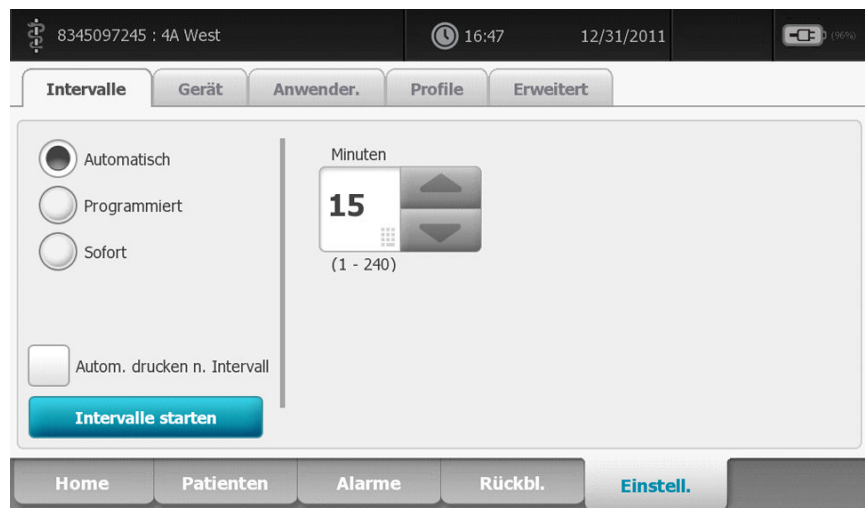 8345097245 : 4A West 16:47 12/31/2011 (96%)
Intervalle Gerät Anwender. Profile Erweitert
Automatisch
Programmiert
Sofort
Minuten
15
(1 - 240)
Autom. drucken n. Intervall
Intervalle starten
Home Patienten Alarme Rückbl. Einstell.